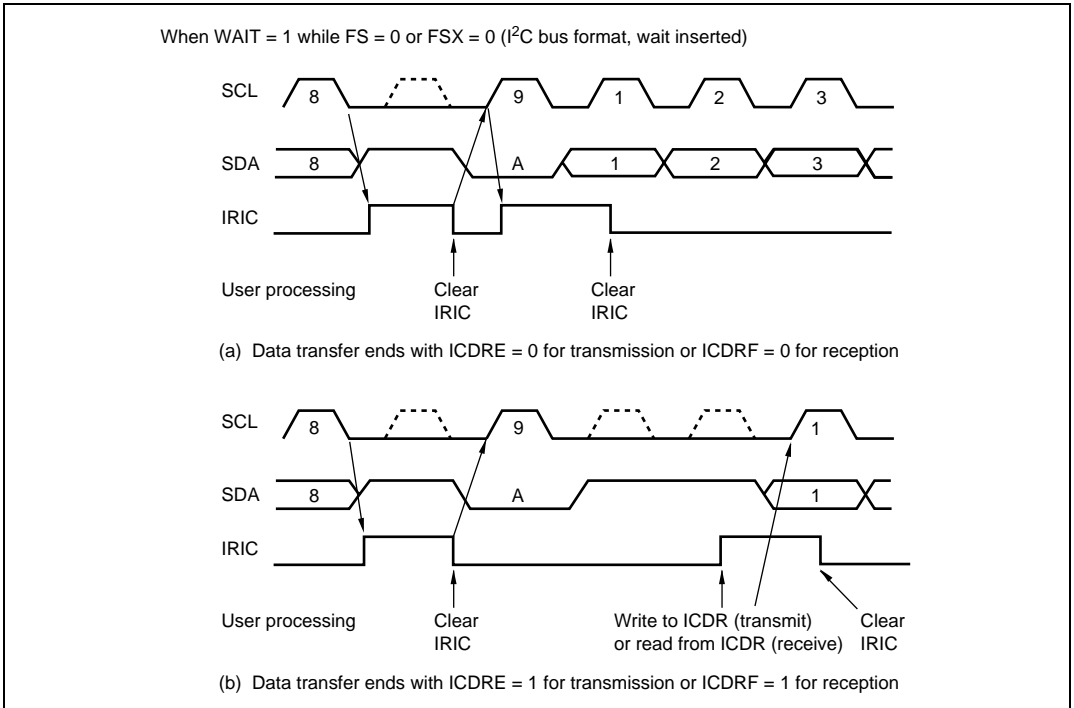 When WAIT = 1 while FS = 0 or FSX = 0 (I2C bus format, wait inserted)
SCL 8 9 1 2 3
SDA 8 A 1 2 3
IRIC
User processing Clear Clear
IRIC IRIC
(a) Data transfer ends with ICDRE = 0 for transmission or ICDRF = 0 for reception
SCL 8 9 1
SDA 8 A 1
IRIC
User processing Clear Write to ICDR (transmit) Clear
IRIC or read from ICDR (receive) IRIC
(b) Data transfer ends with ICDRE = 1 for transmission or ICDRF = 1 for reception